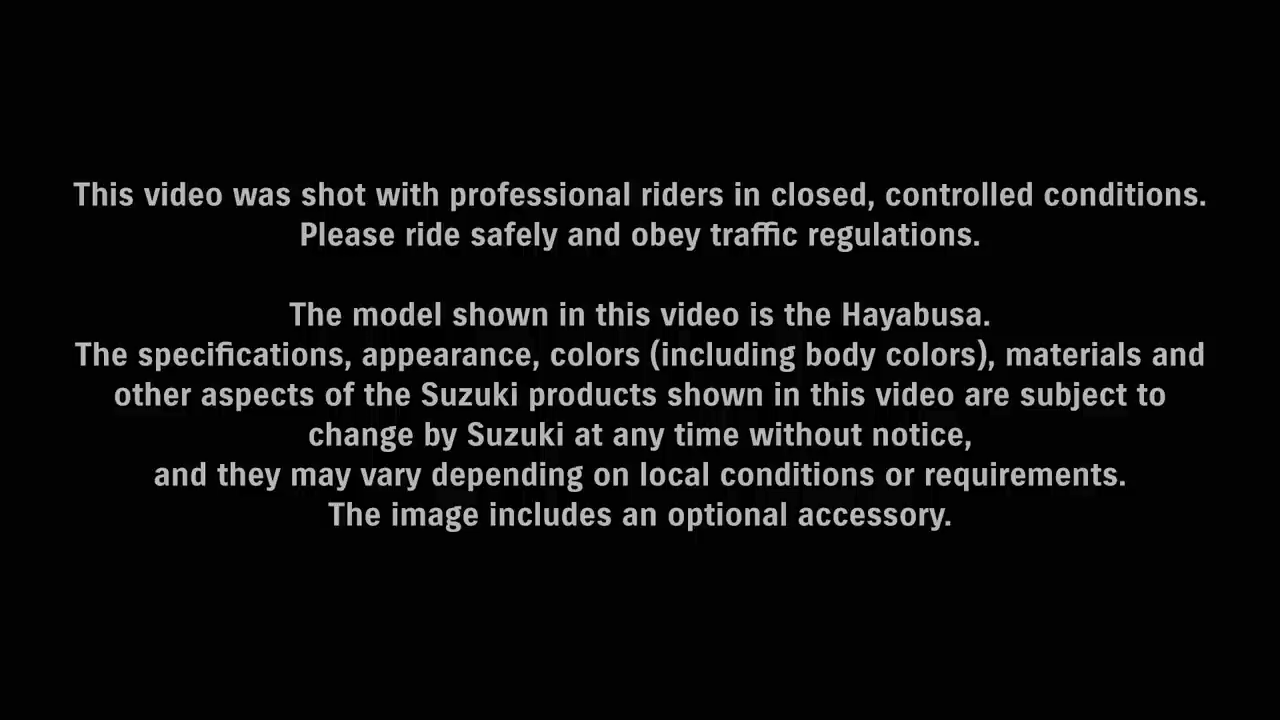 This video was shot with professional riders in closed, controlled conditions.
Please ride safely and obey traffic regulations.
The model shown in this video is the Hayabusa.
The specifications, appearance, colors (including body colors), materials and
other aspects of the Suzuki products shown in this video are subject to
change by Suzuki at any time without notice,
and they may vary depending on local conditions or requirements.
The image includes an optional accessory.